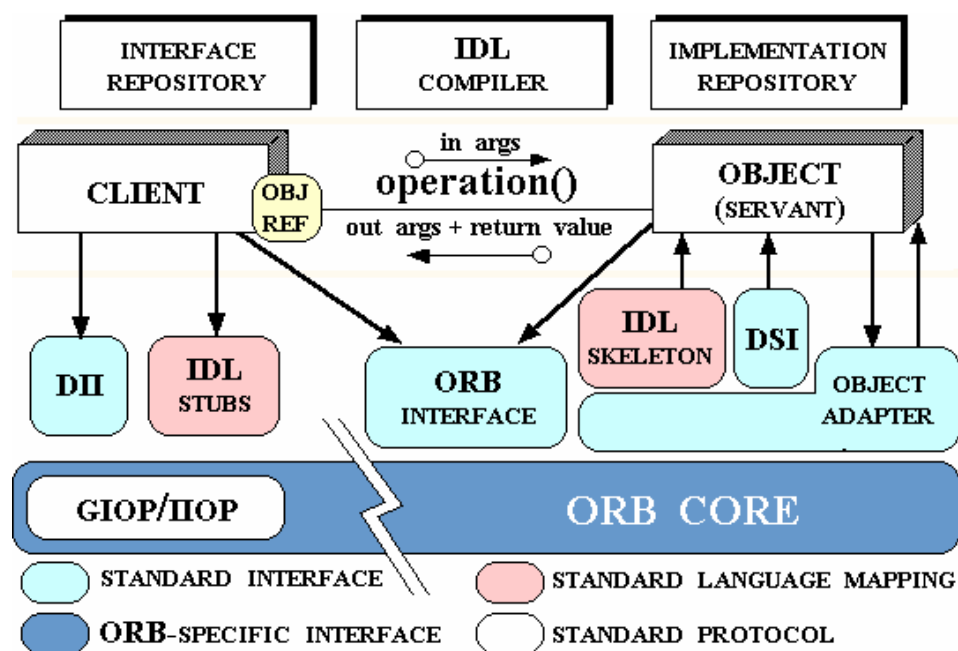 INTERFACE
REPOSITORY
IDL
COMPILER
IMPLEMENTATION
REPOSITORY
CLIENT
OBJ
REF
in args
operation()
out args + return value
OBJECT
(SERVANT)
DII
IDL
STUBS
ORB
INTERFACE
IDL
SKELETON
DSI
OBJECT
ADAPTER
GIOP/IIOP
ORB CORE
STANDARD INTERFACE
STANDARD LANGUAGE MAPPING
ORB-SPECIFIC INTERFACE
STANDARD PROTOCOL